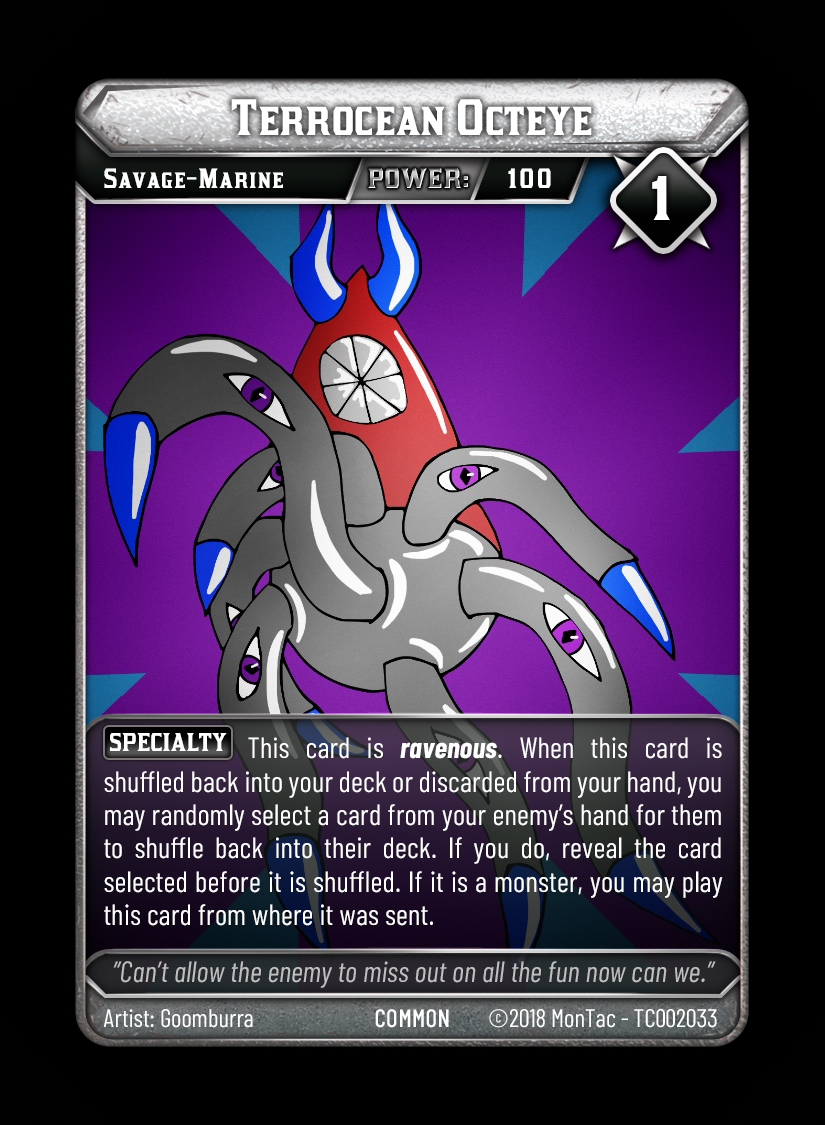 Terrocean Octeye
Savage-Marine POWER: 100
1
SPECIALTY This card is ravenous. When this card is
shuffled back into your deck or discarded from your hand, you
may randomly select a card from your enemy's hand for them
to shuffle back into their deck. If you do, reveal the card
selected before it is shuffled. If it is a monster, you may play
this card from where it was sent.
"Can't allow the enemy to miss out on all the fun now can we."
Artist: Goomburra COMMON ©2018 MonTac - TC002033